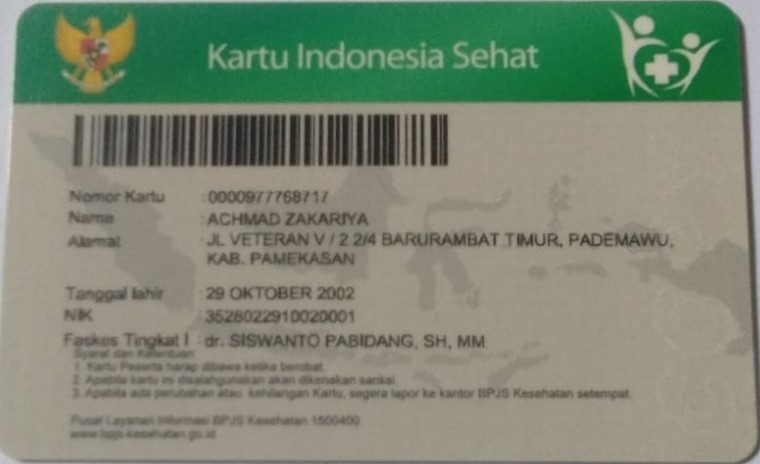 Kartu Indonesia Sehat
Nomor Kartu : 0000977768717
Nama : ACHMAD ZAKARIYA
Alamat : JL VETERAN V / 2 2/4 BARURAMBAT TIMUR, PADEMAWU,
KAB. PAMEKASAN
Tanggal lahir : 29 OKTOBER 2002
NIK : 3528022910020001
Faskes Tingkat I : dr. SISWANTO PABIDANG, SH, MM
Syarat dan Ketentuan
1. Kartu Peserta harap dibawa ketika berobat.
2. Apabila kartu ini disalahgunakan akan dikenakan sanksi.
3. Apabila ada perubahan atau kehilangan Kartu, segera lapor ke kantor BPJS Kesehatan setempat.
Pusat Layanan Informasi BPJS Kesehatan 1500400
www.bpjs-kesehatan.go.id